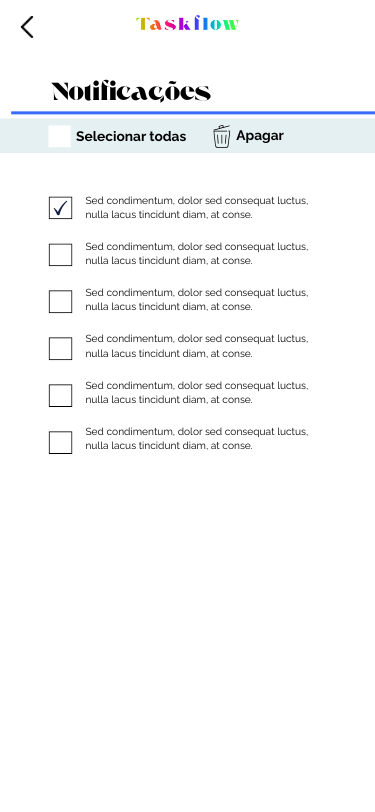 Taskflow
Notificações
Selecionar todas
Apagar
Sed condimentum, dolor sed consequat luctus,
nulla lacus tincidunt diam, at conse.
Sed condimentum, dolor sed consequat luctus,
nulla lacus tincidunt diam, at conse.
Sed condimentum, dolor sed consequat luctus,
nulla lacus tincidunt diam, at conse.
Sed condimentum, dolor sed consequat luctus,
nulla lacus tincidunt diam, at conse.
Sed condimentum, dolor sed consequat luctus,
nulla lacus tincidunt diam, at conse.
Sed condimentum, dolor sed consequat luctus,
nulla lacus tincidunt diam, at conse.